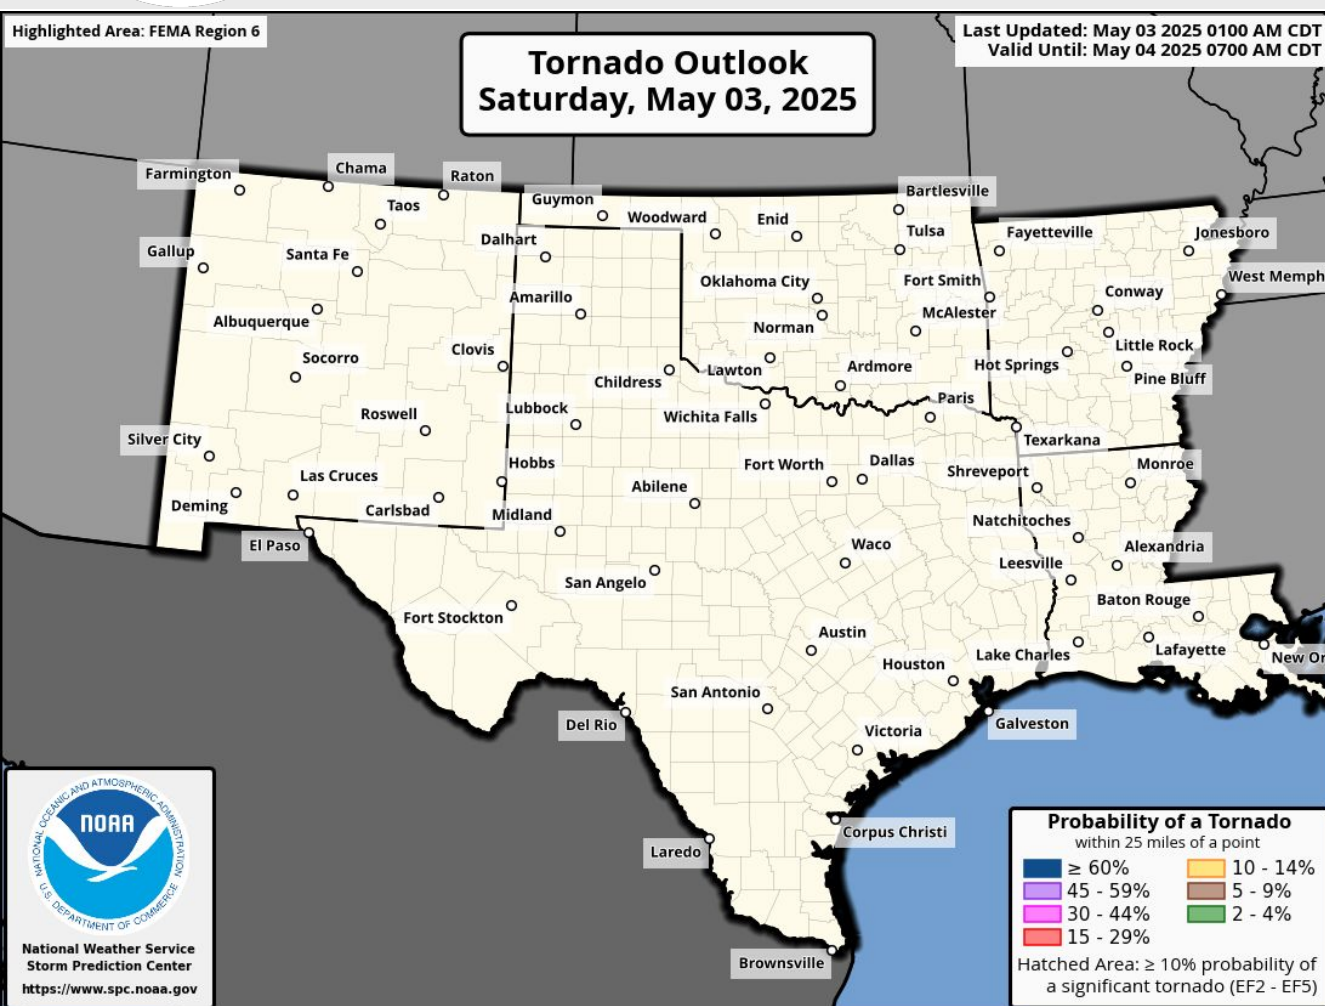 Highlighted Area: FEMA Region 6
Last Updated: May 03 2025 0100 AM CDT
Valid Until: May 04 2025 0700 AM CDT
Tornado Outlook
Saturday, May 03, 2025
Farmington
Chama
Raton
Taos
Guymon
Woodward
Enid
Bartlesville
Tulsa
Fayetteville
Jonesboro
Gallup
Santa Fe
Dalhart
Oklahoma City
Fort Smith
West Memph
Amarillo
Conway
Albuquerque
Norman
McAlester
Little Rock
Socorro
Clovis
Childress
Lawton
Ardmore
Hot Springs
Pine Bluff
Roswell
Lubbock
Wichita Falls
Paris
Silver City
Texarkana
Las Cruces
Hobbs
Abilene
Fort Worth
Dallas
Shreveport
Monroe
Deming
Carlsbad
Midland
Natchitoches
El Paso
San Angelo
Waco
Leesville
Alexandria
Fort Stockton
Baton Rouge
Austin
Houston
Lake Charles
Lafayette
New Or
San Antonio
Del Rio
Victoria
Galveston
Corpus Christi
Laredo
Brownsville
NATIONAL OCEANIC AND ATMOSPHERIC ADMINISTRATION
NOAA
U.S. DEPARTMENT OF COMMERCE
National Weather Service
Storm Prediction Center
https://www.spc.noaa.gov
Probability of a Tornado
within 25 miles of a point
≥ 60%
10 - 14%
45 - 59%
5 - 9%
30 - 44%
2 - 4%
15 - 29%
Hatched Area: ≥ 10% probability of
a significant tornado (EF2 - EF5)